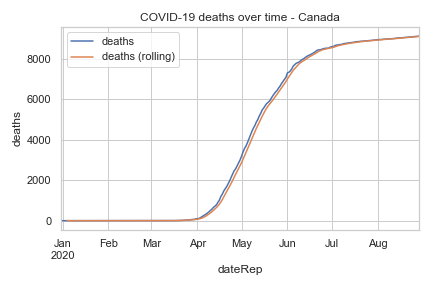 COVID-19 deaths over time - Canada
deaths
deaths (rolling)
8000
6000
4000
2000
0
deaths
Jan Feb Mar Apr May Jun Jul Aug
2020
dateRep